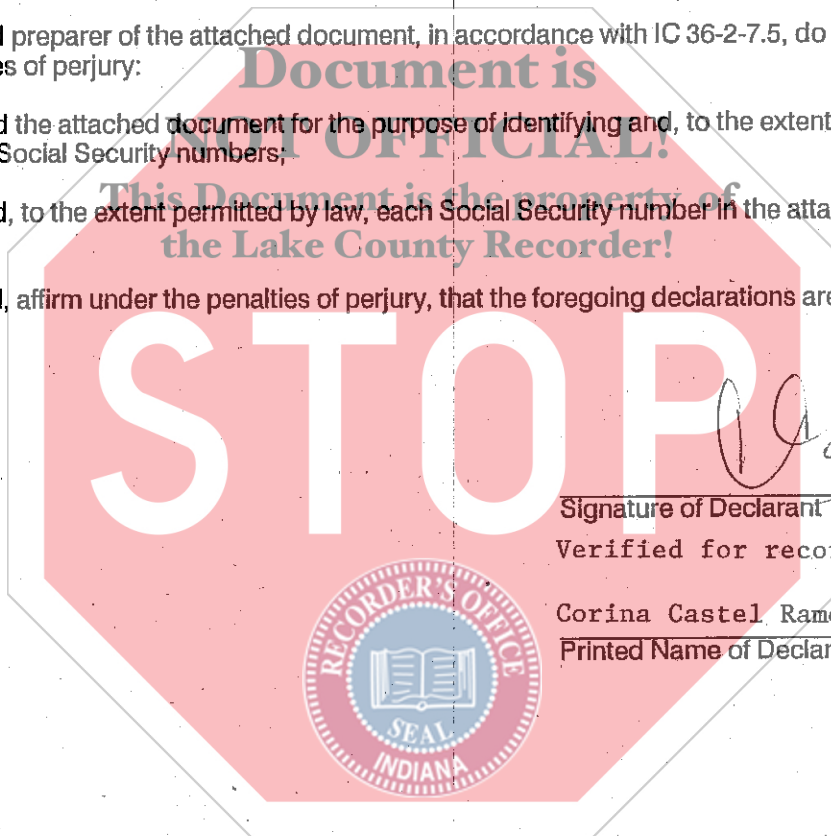 preparer of the attached document, in accordance with IC 36-2-7.5, do
es of perjury:
Document is
the attached document for the purpose of identifying and, to the extent
NOT OFFICIAL!
Social Security numbers;
This Document is the property of
, to the extent permitted by law, each Social Security number in the atta
the Lake County Recorder!
, affirm under the penalties of perjury, that the foregoing declarations are
STOP
Signature of Declarant
Verified for reco
Corina Castel Ram
Printed Name of Declar
RECORDER'S OFFICE
SEAL
INDIANA